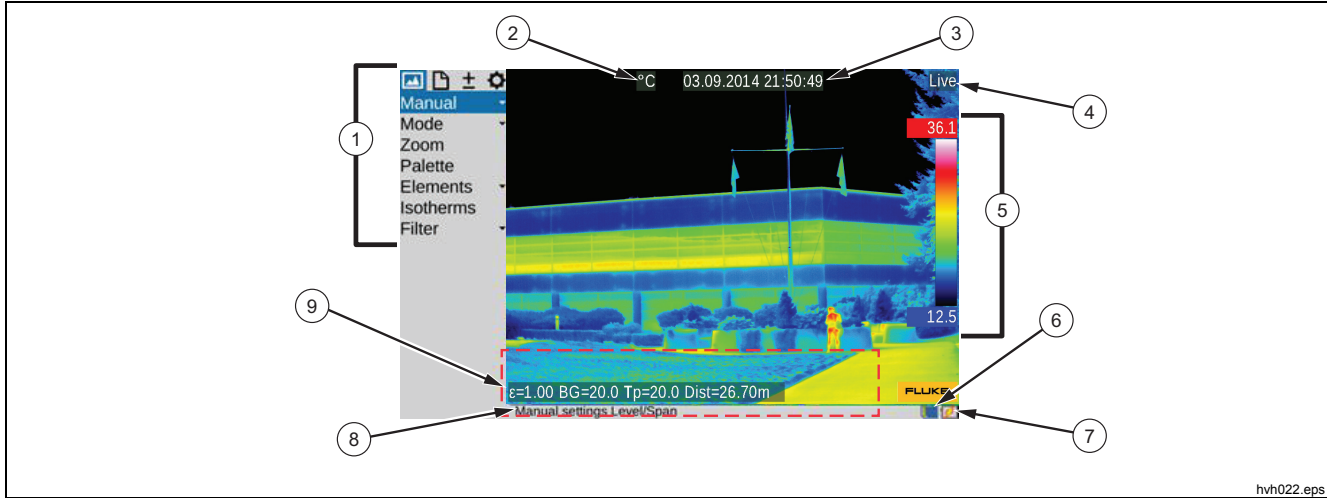 2
3
°C
03.09.2014 21:50:49
Live
4
1
Manual
Mode
Zoom
Palette
Elements
Isotherms
Filter
36.1
5
12.5
9
6
ε=1.00 BG=20.0 Tp=20.0 Dist=26.70m
FLUKE
Manual settings Level/Span
8
7
hvh022.eps